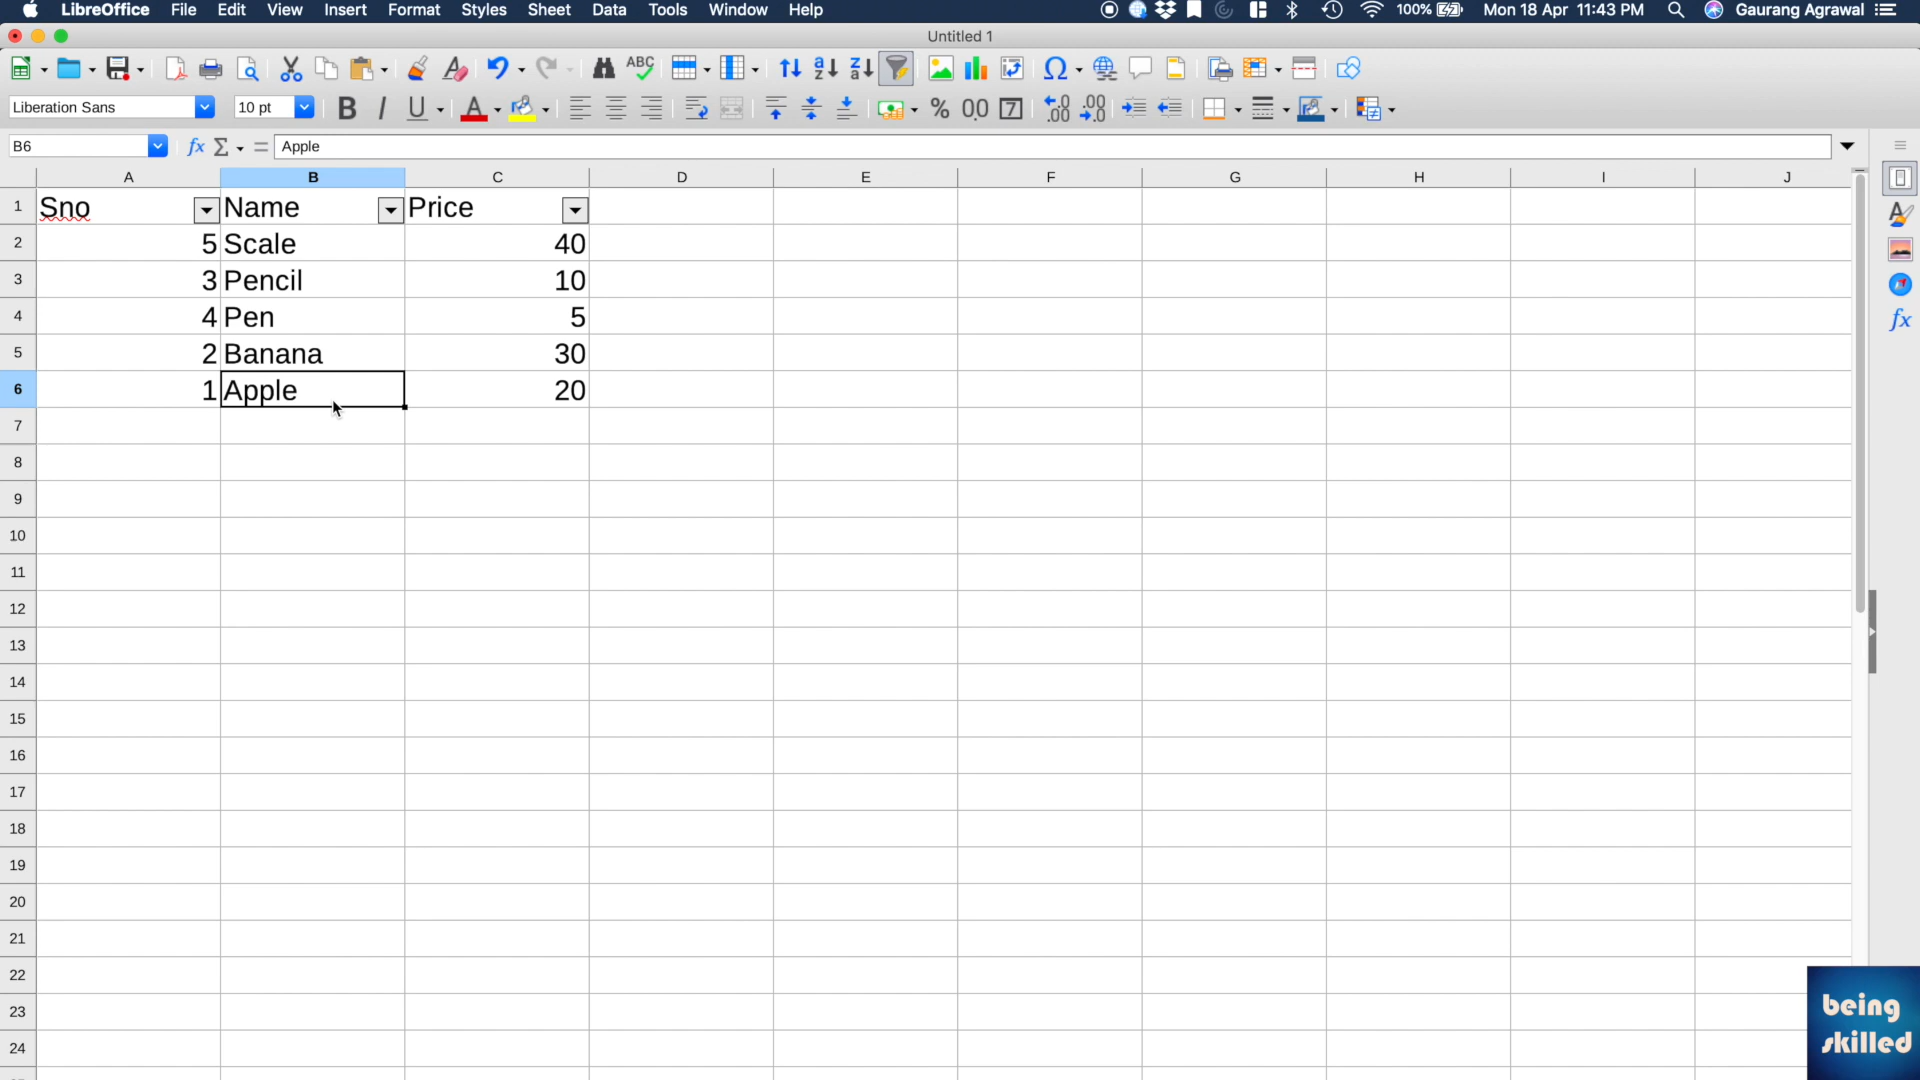 LibreOffice File Edit View Insert Format Styles Sheet Data Tools Window Help 100% Mon 18 Apr 11:43 PM Gaurang Agrawal
Untitled 1
Liberation Sans 10 pt
B6 Apple
A B C D E F G H I J
1 Sno Name Price
2 5 Scale 40
3 3 Pencil 10
4 4 Pen 5
5 2 Banana 30
6 1 Apple 20
7
8
9
10
11
12
13
14
15
16
17
18
19
20
21
22
23
24
being
skilled